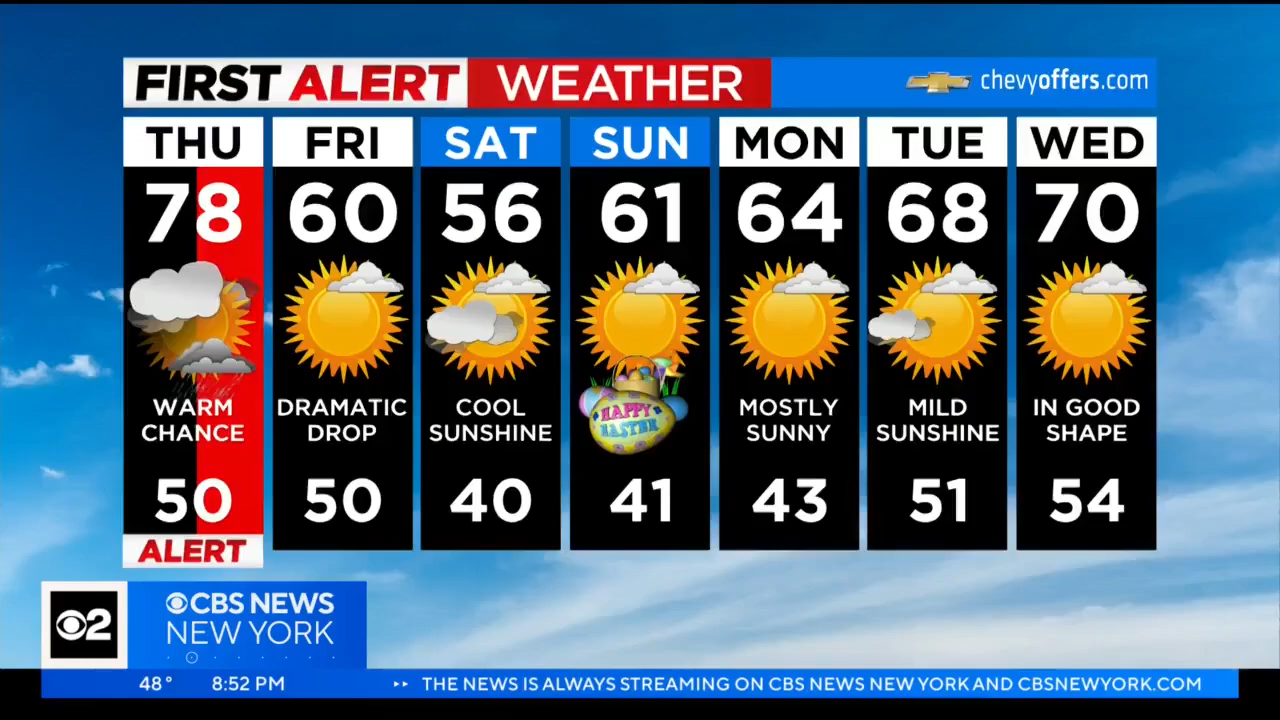 FIRST ALERT WEATHER
chevyoffers.com
THU FRI SAT SUN MON TUE WED
78 60 56 61 64 68 70
WARM CHANCE
DRAMATIC DROP
COOL SUNSHINE
HAPPY EASTER
MOSTLY SUNNY
MILD SUNSHINE
IN GOOD SHAPE
50 50 40 41 43 51 54
ALERT
2 CBS NEWS
NEW YORK
48° 8:52 PM THE NEWS IS ALWAYS STREAMING ON CBS NEWS NEW YORK AND CBSNEWYORK.COM